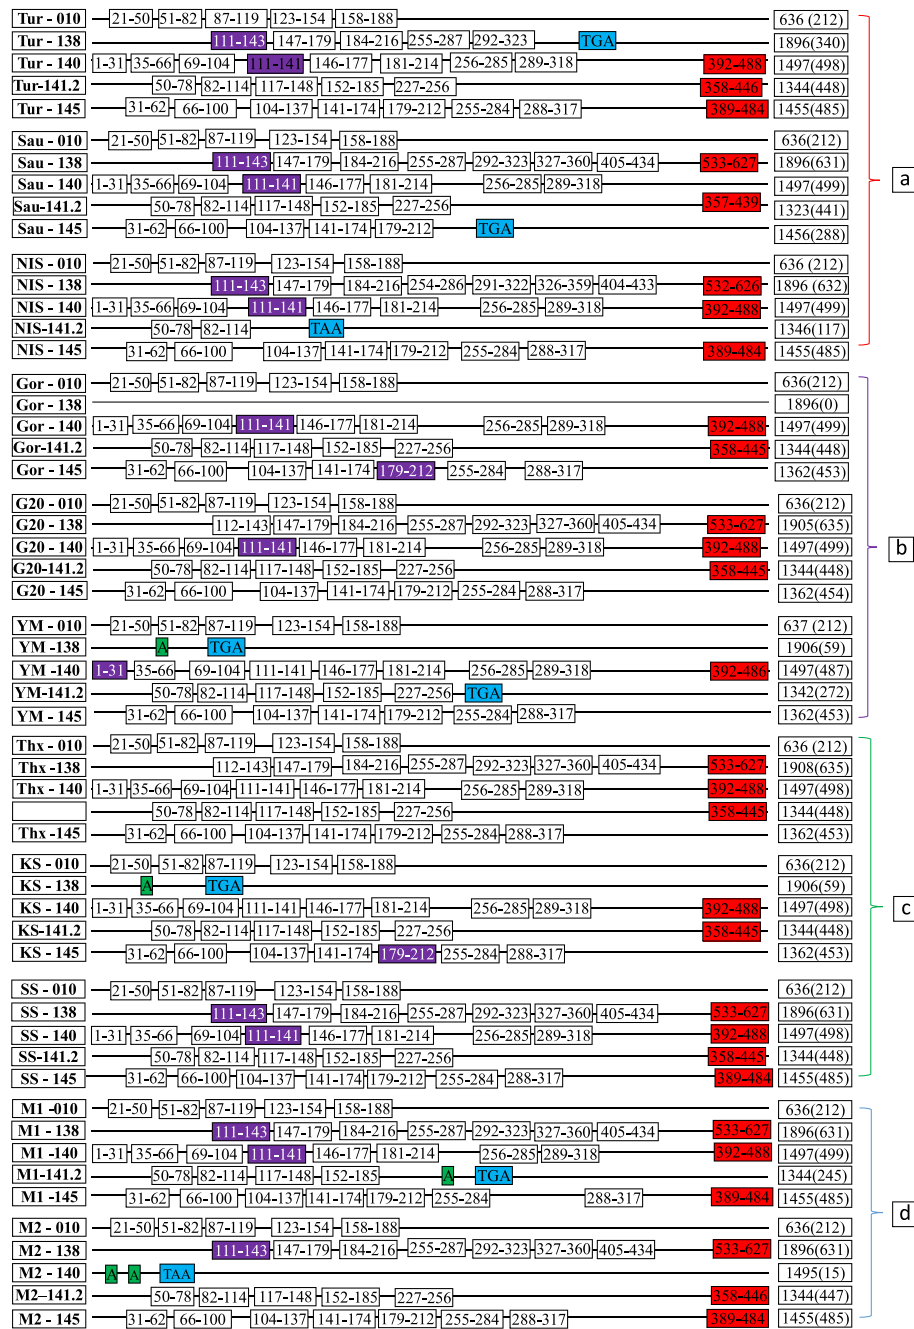 Tur - 010 21-50 51-82 87-119 123-154 158-188 636 (212)
Tur - 138 111-143 147-179 184-216 255-287 292-323 TGA 1896(340)
Tur - 140 1-31 35-66 69-104 111-141 146-177 181-214 256-285 289-318 392-488 1497(498)
Tur-141.2 50-78 82-114 117-148 152-185 227-256 358-446 1344(448)
Tur - 145 31-62 66-100 104-137 141-174 179-212 255-284 288-317 389-484 1455(485)
Sau - 010 21-50 51-82 87-119 123-154 158-188 636(212)
Sau - 138 111-143 147-179 184-216 255-287 292-323 327-360 405-434 533-627 1896(631)
a
Sau - 140 1-31 35-66 69-104 111-141 146-177 181-214 256-285 289-318 1497(499)
Sau-141.2 50-78 82-114 117-148 152-185 227-256 357-439 1323(441)
Sau - 145 31-62 66-100 104-137 141-174 179-212 TGA 1456(288)
NIS - 010 21-50 51-82 87-119 123-154 158-188 636 (212)
NIS - 138 111-143 147-179 184-216 254-286 291-322 326-359 404-433 532-626 1896 (632)
NIS - 140 1-31 35-66 69-104 111-141 146-177 181-214 256-285 289-318 392-488 1497(499)
NIS-141.2 50-78 82-114 TAA 1346(117)
NIS - 145 31-62 66-100 104-137 141-174 179-212 255-284 288-317 389-484 1455(485)
Gor - 010 21-50 51-82 87-119 123-154 158-188 636(212)
Gor - 138 1896(0)
Gor - 140 1-31 35-66 69-104 111-141 146-177 181-214 256-285 289-318 392-488 1497(499)
Gor-141.2 50-78 82-114 117-148 152-185 227-256 358-445 1344(448)
Gor - 145 31-62 66-100 104-137 141-174 179-212 255-284 288-317 1362(453)
G20 - 010 21-50 51-82 87-119 123-154 158-188 636(212)
G20 - 138 112-143 147-179 184-216 255-287 292-323 327-360 405-434 533-627 1905(635)
G20 - 140 1-31 35-66 69-104 111-141 146-177 181-214 256-285 289-318 392-488 1497(499)
b
G20-141.2 50-78 82-114 117-148 152-185 227-256 358-445 1344(448)
G20 - 145 31-62 66-100 104-137 141-174 179-212 255-284 288-317 1362(454)
YM - 010 21-50 51-82 87-119 123-154 158-188 637 (212)
YM -138 A TGA 1906(59)
YM -140 1-31 35-66 69-104 111-141 146-177 181-214 256-285 289-318 392-486 1497(487)
YM-141.2 50-78 82-114 117-148 152-185 227-256 TGA 1342(272)
YM - 145 31-62 66-100 104-137 141-174 179-212 255-284 288-317 1362(453)
Thx - 010 21-50 51-82 87-119 123-154 158-188 636 (212)
Thx -138 112-143 147-179 184-216 255-287 292-323 327-360 405-434 533-627 1908(635)
Thx - 140 1-31 35-66 69-104 111-141 146-177 181-214 256-285 289-318 392-488 1497(498)
50-78 82-114 117-148 152-185 227-256 358-445 1344(448)
Thx -145 31-62 66-100 104-137 141-174 179-212 255-284 288-317 1362(453)
KS - 010 21-50 51-82 87-119 123-154 158-188 636(212)
KS - 138 A TGA 1906(59)
KS - 140 1-31 35-66 69-104 111-141 146-177 181-214 256-285 289-318 392-488 1497(498)
c
KS-141.2 50-78 82-114 117-148 152-185 227-256 358-445 1344(448)
KS - 145 31-62 66-100 104-137 141-174 179-212 255-284 288-317 1362(453)
SS - 010 21-50 51-82 87-119 123-154 158-188 636(212)
SS - 138 111-143 147-179 184-216 255-287 292-323 327-360 405-434 533-627 1896(631)
SS - 140 1-31 35-66 69-104 111-141 146-177 181-214 256-285 289-318 392-488 1497(498)
SS-141.2 50-78 82-114 117-148 152-185 227-256 358-445 1344(448)
SS - 145 31-62 66-100 104-137 141-174 179-212 255-284 288-317 389-484 1455(485)
M1 -010 21-50 51-82 87-119 123-154 158-188 636(212)
M1 - 138 111-143 147-179 184-216 255-287 292-323 327-360 405-434 533-627 1896(631)
M1 -140 1-31 35-66 69-104 111-141 146-177 181-214 256-285 289-318 392-488 1497(499)
M1-141.2 50-78 82-114 117-148 152-185 A TGA 1344(245)
M1 -145 31-62 66-100 104-137 141-174 179-212 255-284 288-317 389-484 1455(485)
d
M2 - 010 21-50 51-82 87-119 123-154 158-188 636(212)
M2 - 138 111-143 147-179 184-216 255-287 292-323 327-360 405-434 533-627 1896(631)
M2 - 140 A A TAA 1495(15)
M2–141.2 50-78 82-114 117-148 152-185 227-256 358-446 1344(447)
M2 - 145 31-62 66-100 104-137 141-174 179-212 255-284 288-317 389-484 1455(485)